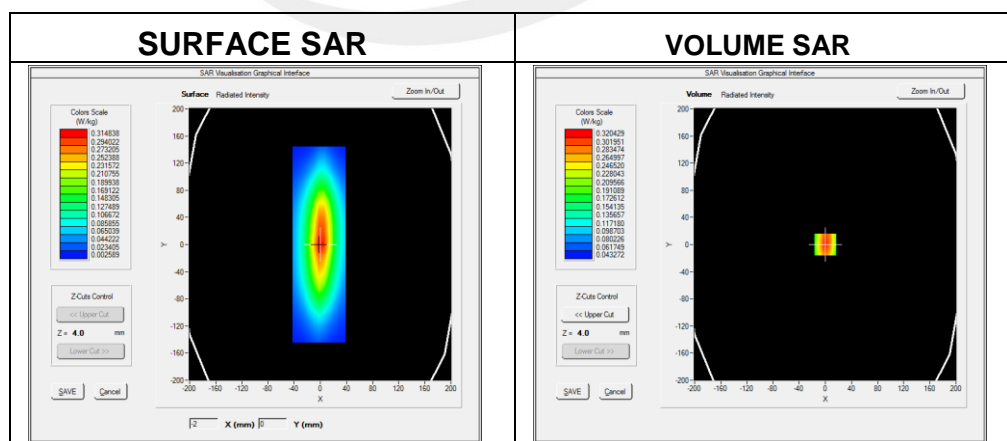 SURFACE SAR
VOLUME SAR
SAR Visualisation Graphical Interface
Surface Radiated Intensity
Zoom In/Out
Colors Scale
(W/kg)
0.314838
0.294022
0.273205
0.252388
0.231572
0.210755
0.189938
0.169122
0.148305
0.127489
0.106672
0.085855
0.065039
0.044222
0.023405
0.002589
200
160
120
80
40
0
-40
-80
-120
-160
-200
Y
-200 -160 -120 -80 -40 0 40 80 120 160 200
X
Z-Cuts Control
<< Upper Cut
Z = 4.0 mm
Lower Cut >>
SAVE Cancel
-2 X (mm) 0 Y (mm)
SAR Visualisation Graphical Interface
Volume Radiated Intensity
Zoom In/Out
Colors Scale
(W/kg)
0.320429
0.301951
0.283474
0.264997
0.246520
0.228043
0.209566
0.191089
0.172612
0.154135
0.135657
0.117180
0.098703
0.080226
0.061749
0.043272
200
160
120
80
40
0
-40
-80
-120
-160
-200
Y
-200 -160 -120 -80 -40 0 40 80 120 160 200
X
Z-Cuts Control
<< Upper Cut
Z = 4.0 mm
Lower Cut >>
SAVE Cancel